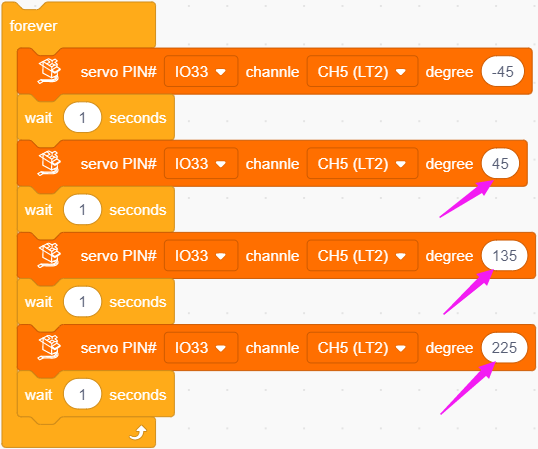 forever
servo PIN# IO33 channle CH5 (LT2) degree -45
wait 1 seconds
servo PIN# IO33 channle CH5 (LT2) degree 45
wait 1 seconds
servo PIN# IO33 channle CH5 (LT2) degree 135
wait 1 seconds
servo PIN# IO33 channle CH5 (LT2) degree 225
wait 1 seconds